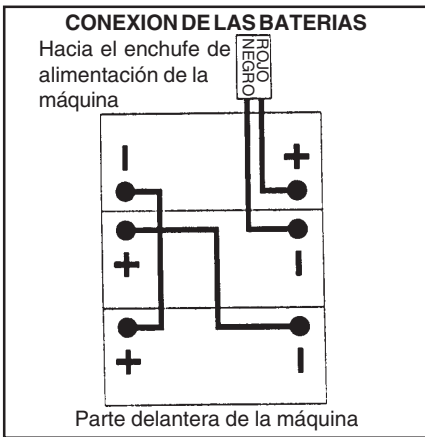 CONEXION DE LAS BATERIAS
Hacia el enchufe de
alimentación de la
máquina
ROJO
NEGRO
Parte delantera de la máquina